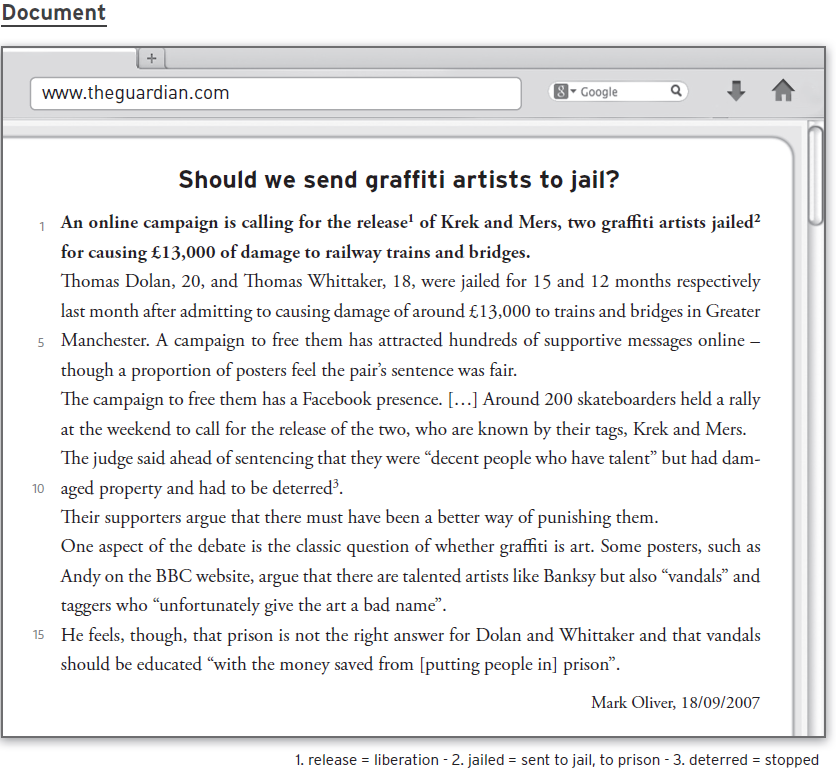 Document
+
www.theguardian.com
8 Google
Should we send graffiti artists to jail?
1 An online campaign is calling for the release¹ of Krek and Mers, two graffiti artists jailed²
for causing £13,000 of damage to railway trains and bridges.
Thomas Dolan, 20, and Thomas Whittaker, 18, were jailed for 15 and 12 months respectively
last month after admitting to causing damage of around £13,000 to trains and bridges in Greater
5 Manchester. A campaign to free them has attracted hundreds of supportive messages online –
though a proportion of posters feel the pair’s sentence was fair.
The campaign to free them has a Facebook presence. […] Around 200 skateboarders held a rally
at the weekend to call for the release of the two, who are known by their tags, Krek and Mers.
The judge said ahead of sentencing that they were “decent people who have talent” but had dam-
10 aged property and had to be deterred³.
Their supporters argue that there must have been a better way of punishing them.
One aspect of the debate is the classic question of whether graffiti is art. Some posters, such as
Andy on the BBC website, argue that there are talented artists like Banksy but also “vandals” and
taggers who “unfortunately give the art a bad name”.
15 He feels, though, that prison is not the right answer for Dolan and Whittaker and that vandals
should be educated “with the money saved from [putting people in] prison”.
Mark Oliver, 18/09/2007
1. release = liberation - 2. jailed = sent to jail, to prison - 3. deterred = stopped